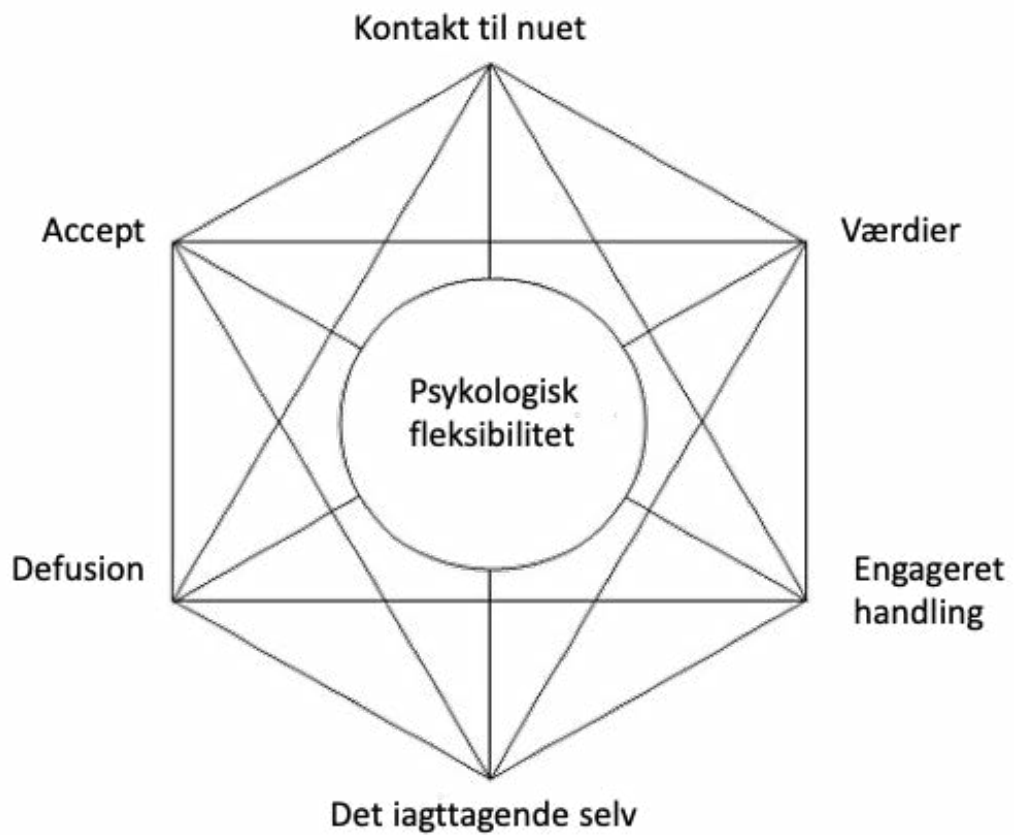 Kontakt til nuet
Accept
Værdier
Psykologisk
fleksibilitet
Defusion
Engageret
handling
Det iagttagende selv